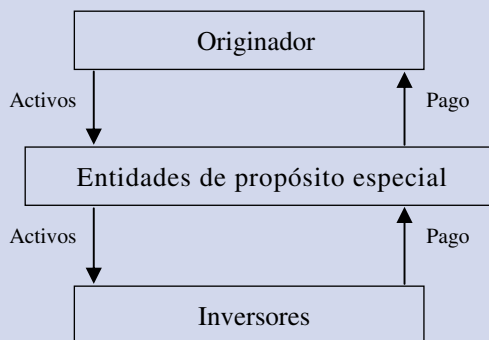 Originador
Activos
Pago
Entidades de propósito especial
Activos
Pago
Inversores